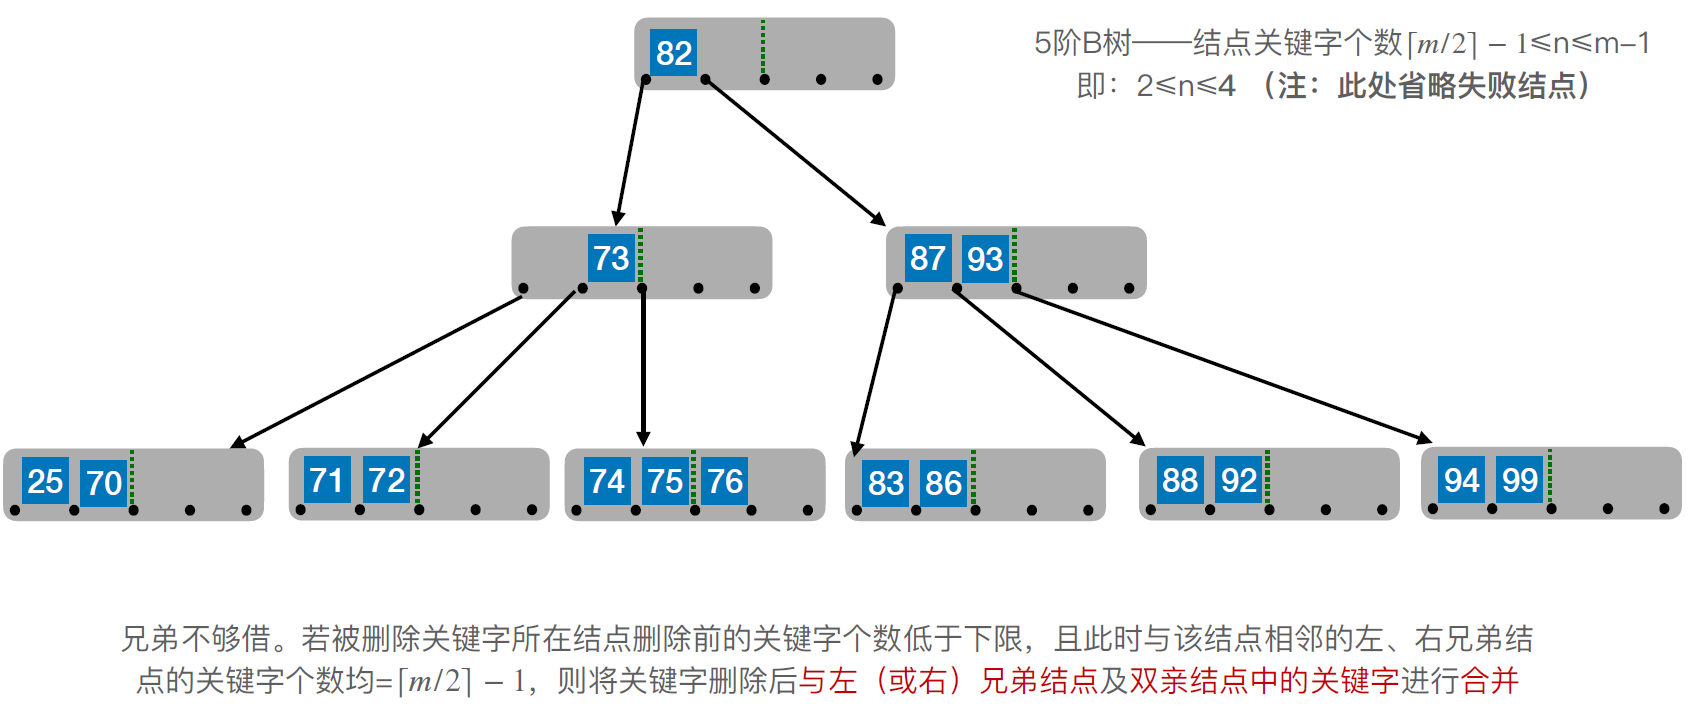 82
5阶B树——结点关键字个数⌈m/2⌉ − 1≤n≤m–1
即：2≤n≤4 （注：此处省略失败结点）
73
87 93
25 70
71 72
74 75 76
83 86
88 92
94 99
兄弟不够借。若被删除关键字所在结点删除前的关键字个数低于下限，且此时与该结点相邻的左、右兄弟结
点的关键字个数均=⌈m/2⌉ − 1，则将关键字删除后与左（或右）兄弟结点及双亲结点中的关键字进行合并